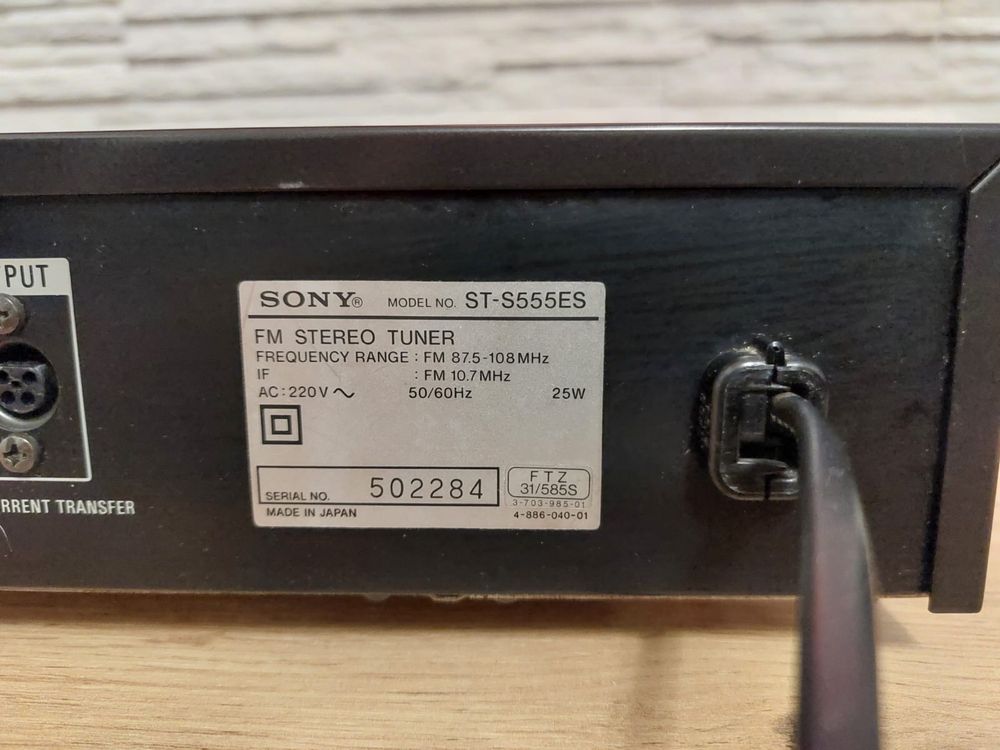 PUT
RRENT TRANSFER
SONY® MODEL NO. ST-S555ES
FM STEREO TUNER
FREQUENCY RANGE : FM 87.5-108 MHz
IF : FM 10.7MHz
AC : 220V ~ 50/60Hz 25W
SERIAL NO. 502284
FTZ
31/585S
3-703-985-01
MADE IN JAPAN 4-886-040-01